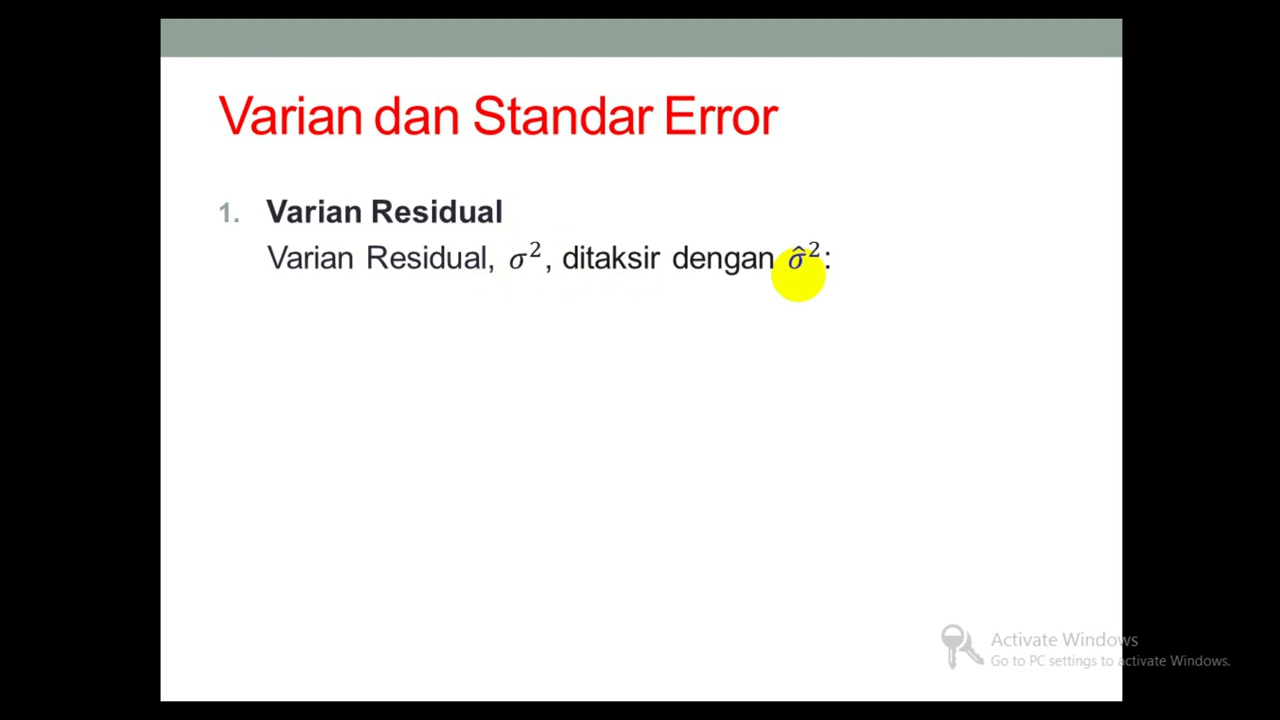 Varian dan Standar Error
1. Varian Residual
Varian Residual, σ², ditaksir dengan σ̂²:
Activate Windows
Go to PC settings to activate Windows.